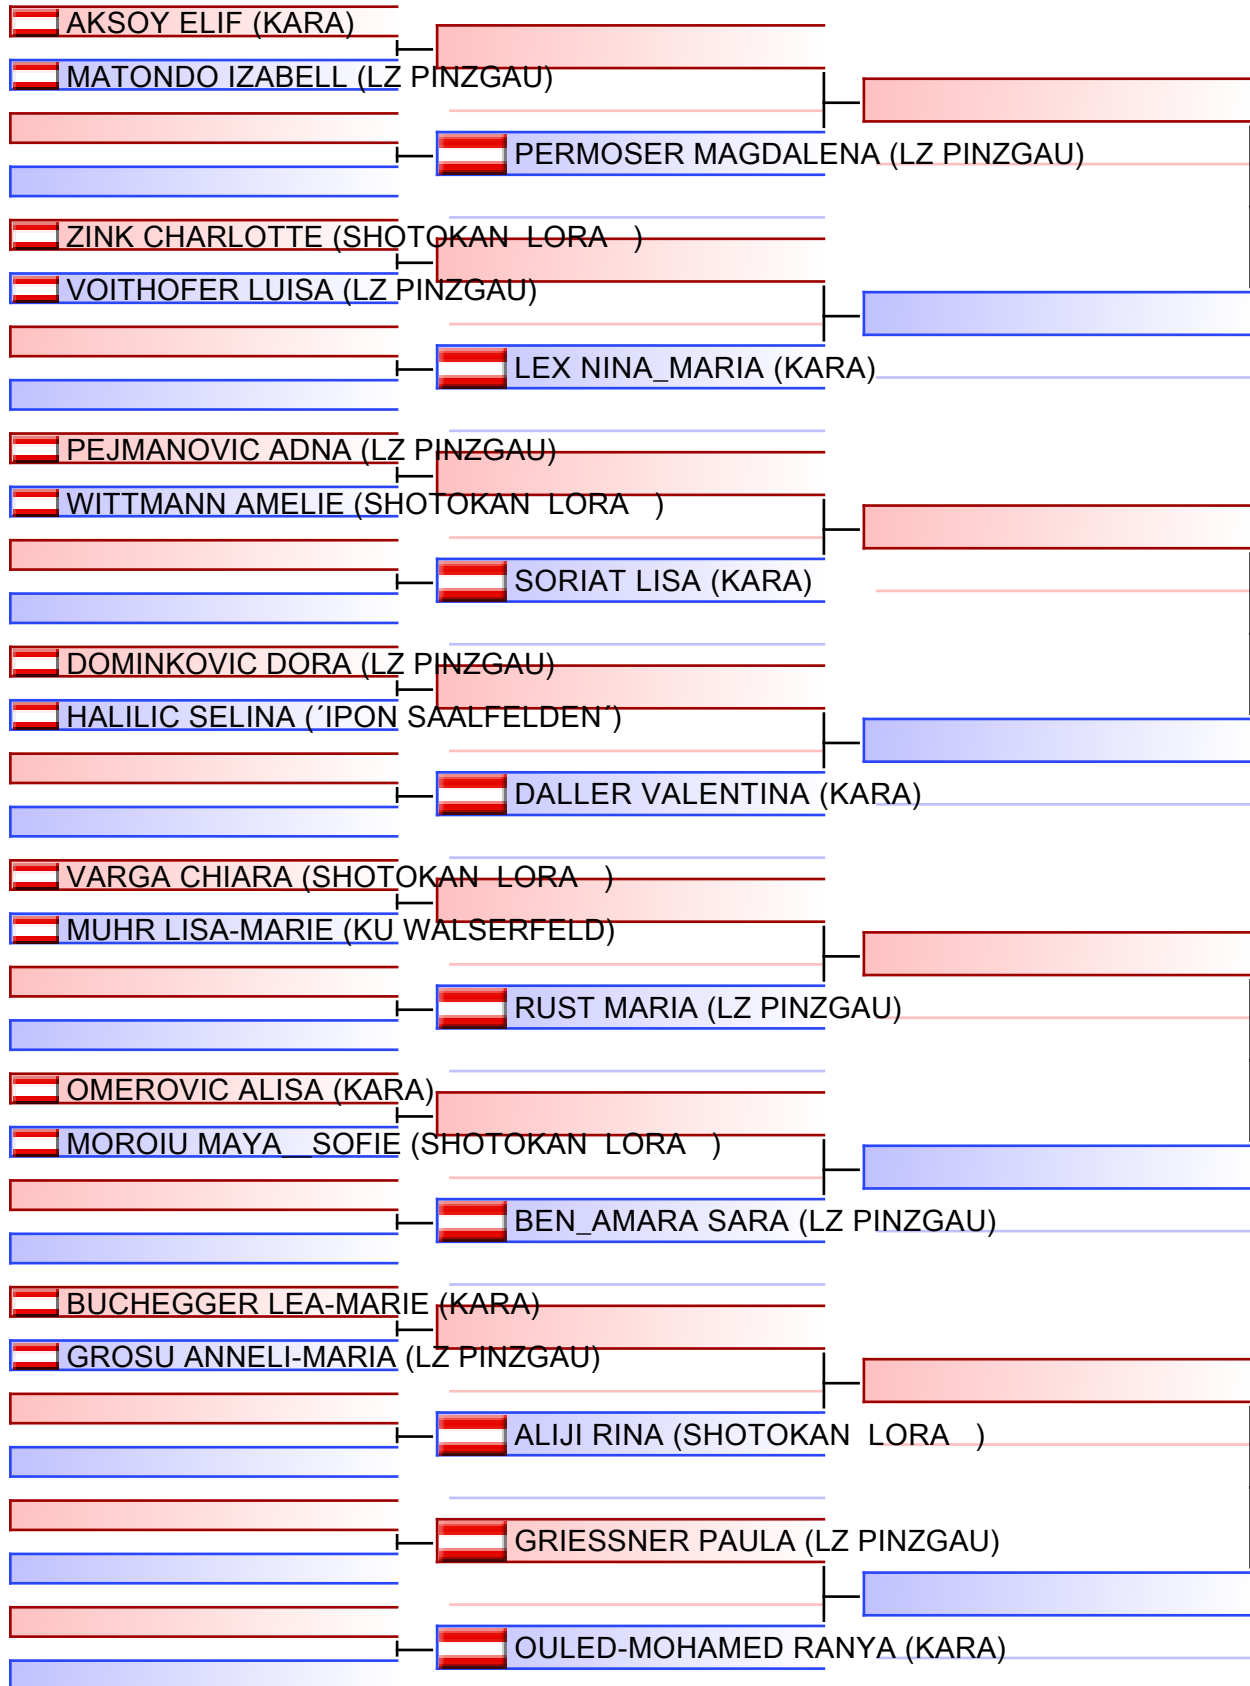 AKSOY ELIF (KARA)
MATONDO IZABELL (LZ PINZGAU)
PERMOSER MAGDALENA (LZ PINZGAU)
ZINK CHARLOTTE (SHOTOKAN  LORA   )
VOITHOFER LUISA (LZ PINZGAU)
LEX NINA_MARIA (KARA)
PEJMANOVIC ADNA (LZ PINZGAU)
WITTMANN AMELIE (SHOTOKAN  LORA   )
SORIAT LISA (KARA)
DOMINKOVIC DORA (LZ PINZGAU)
HALILIC SELINA (´IPON SAALFELDEN´)
DALLER VALENTINA (KARA)
VARGA CHIARA (SHOTOKAN  LORA   )
MUHR LISA-MARIE (KU WALSERFELD)
RUST MARIA (LZ PINZGAU)
OMEROVIC ALISA (KARA)
MOROIU MAYA__SOFIE (SHOTOKAN  LORA   )
BEN_AMARA SARA (LZ PINZGAU)
BUCHEGGER LEA-MARIE (KARA)
GROSU ANNELI-MARIA (LZ PINZGAU)
ALIJI RINA (SHOTOKAN  LORA   )
GRIESSNER PAULA (LZ PINZGAU)
OULED-MOHAMED RANYA (KARA)